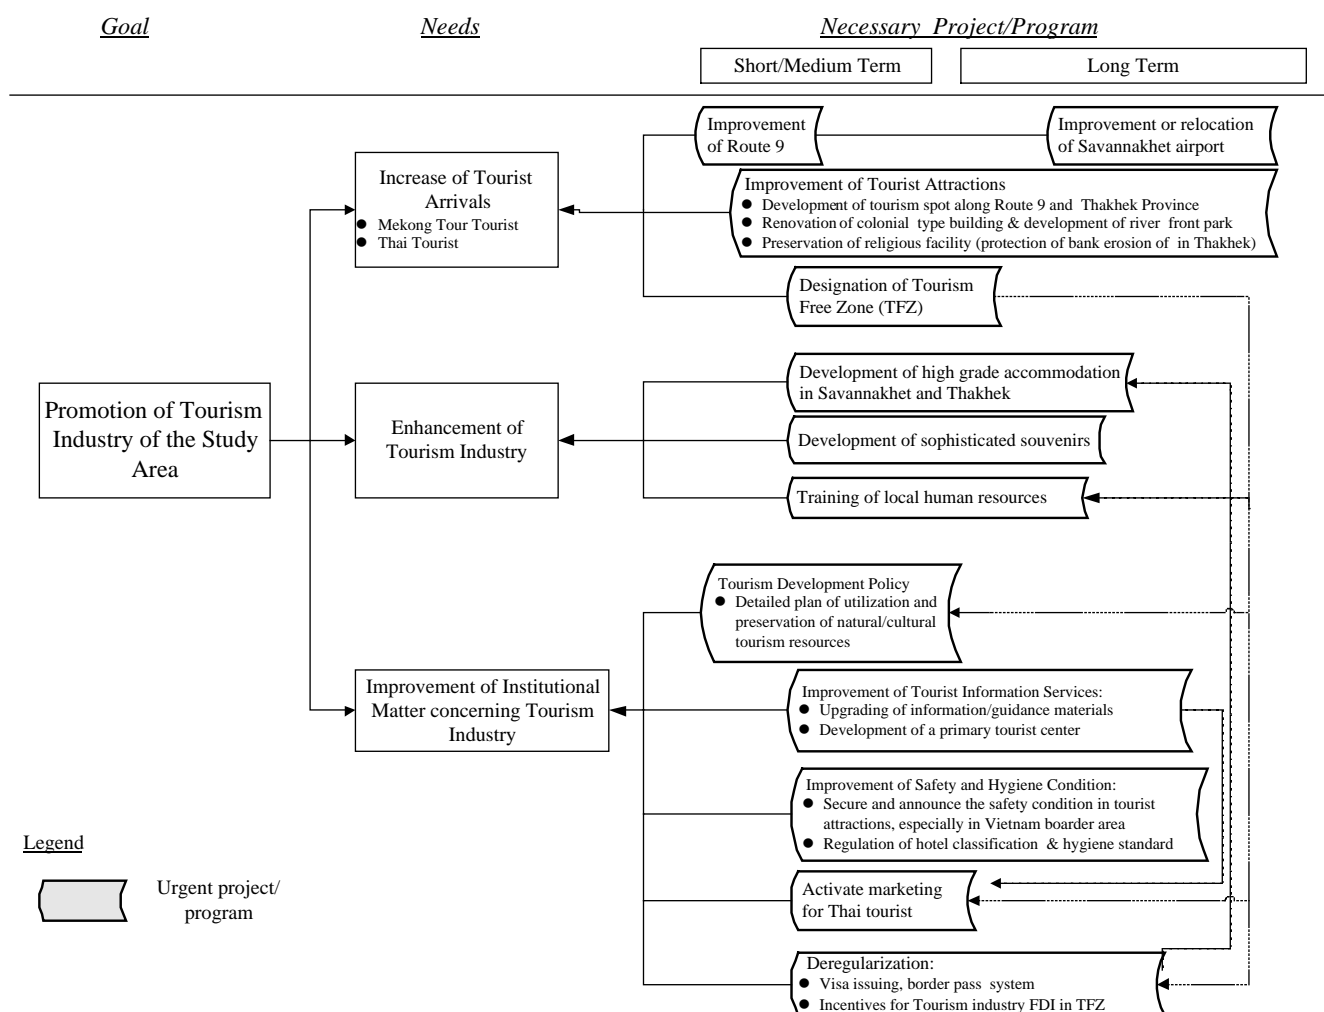 Goal
Needs
Necessary Project/Program
Short/Medium Term
Long Term
Improvement
of Route 9
Improvement or relocation
of Savannakhet airport
Increase of Tourist
Arrivals
● Mekong Tour Tourist
● Thai Tourist
Improvement of Tourist Attractions
● Development of tourism spot along Route 9 and Thakhek Province
● Renovation of colonial type building & development of river front park
● Preservation of religious facility (protection of bank erosion of in Thakhek)
Designation of Tourism
Free Zone (TFZ)
Promotion of Tourism
Industry of the Study
Area
Enhancement of
Tourism Industry
Development of high grade accommodation
in Savannakhet and Thakhek
Development of sophisticated souvenirs
Training of local human resources
Improvement of Institutional
Matter concerning Tourism
Industry
Tourism Development Policy
● Detailed plan of utilization and
preservation of natural/cultural
tourism resources
Improvement of Tourist Information Services:
● Upgrading of information/guidance materials
● Development of a primary tourist center
Improvement of Safety and Hygiene Condition:
● Secure and announce the safety condition in tourist
attractions, especially in Vietnam boarder area
● Regulation of hotel classification & hygiene standard
Activate marketing
for Thai tourist
Deregularization:
● Visa issuing, border pass system
● Incentives for Tourism industry FDI in TFZ
Legend
Urgent project/
program